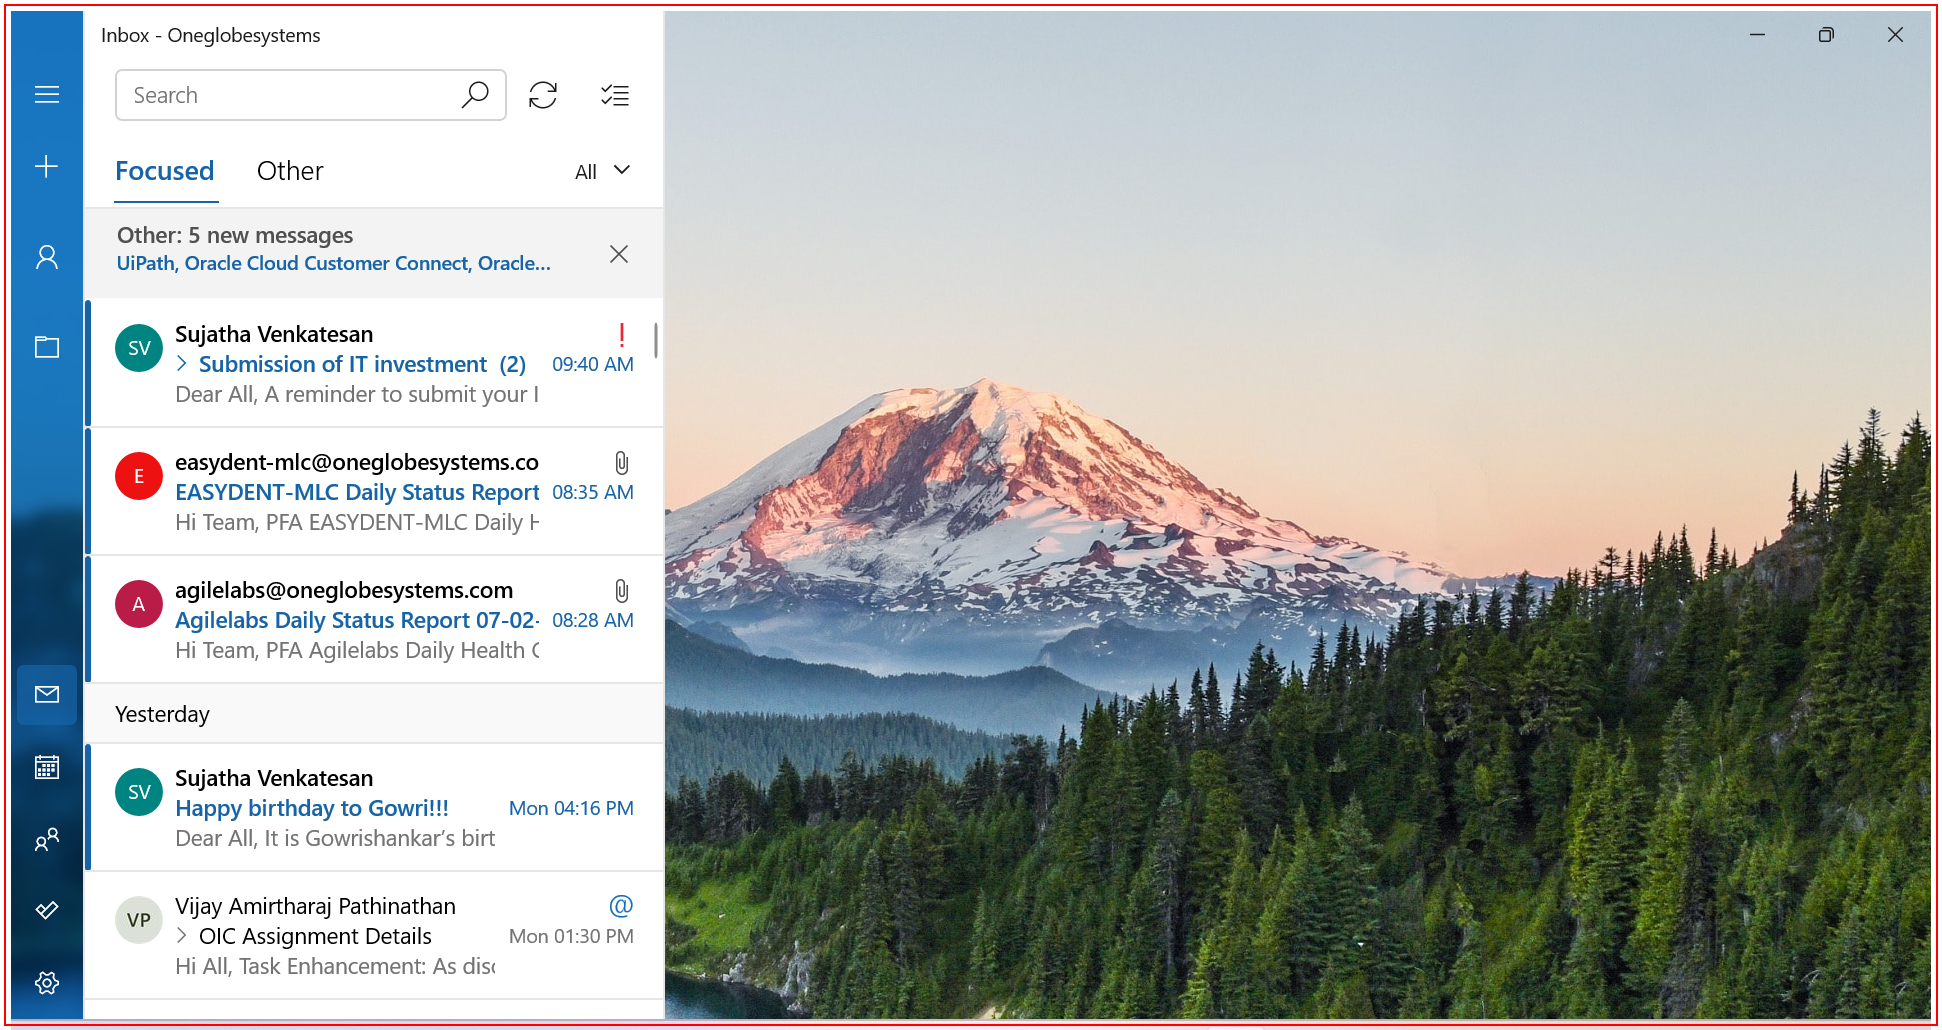 Inbox - Oneglobesystems
Search
Focused Other All
Other: 5 new messages
UiPath, Oracle Cloud Customer Connect, Oracle...
SV
Sujatha Venkatesan !
> Submission of IT investment (2) 09:40 AM
Dear All, A reminder to submit your I
E
easydent-mlc@oneglobesystems.co
EASYDENT-MLC Daily Status Report 08:35 AM
Hi Team, PFA EASYDENT-MLC Daily H
A
agilelabs@oneglobesystems.com
Agilelabs Daily Status Report 07-02- 08:28 AM
Hi Team, PFA Agilelabs Daily Health C
Yesterday
SV
Sujatha Venkatesan
Happy birthday to Gowri!!! Mon 04:16 PM
Dear All, It is Gowrishankar’s birt
VP
Vijay Amirtharaj Pathinathan @
> OIC Assignment Details Mon 01:30 PM
Hi All, Task Enhancement: As disc